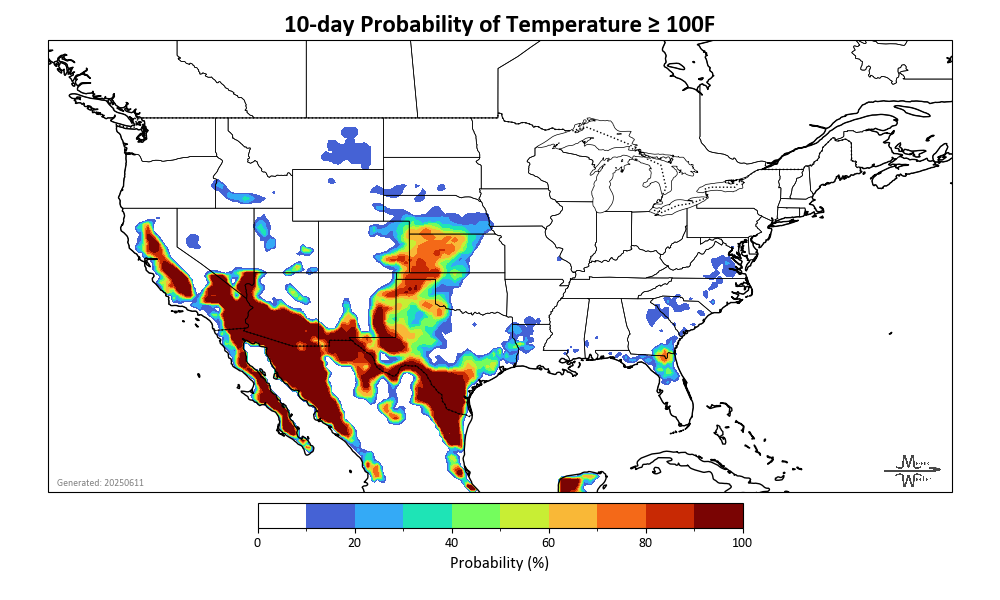 10-day Probability of Temperature ≥ 100F
Generated: 20250611
0 20 40 60 80 100
Probability (%)